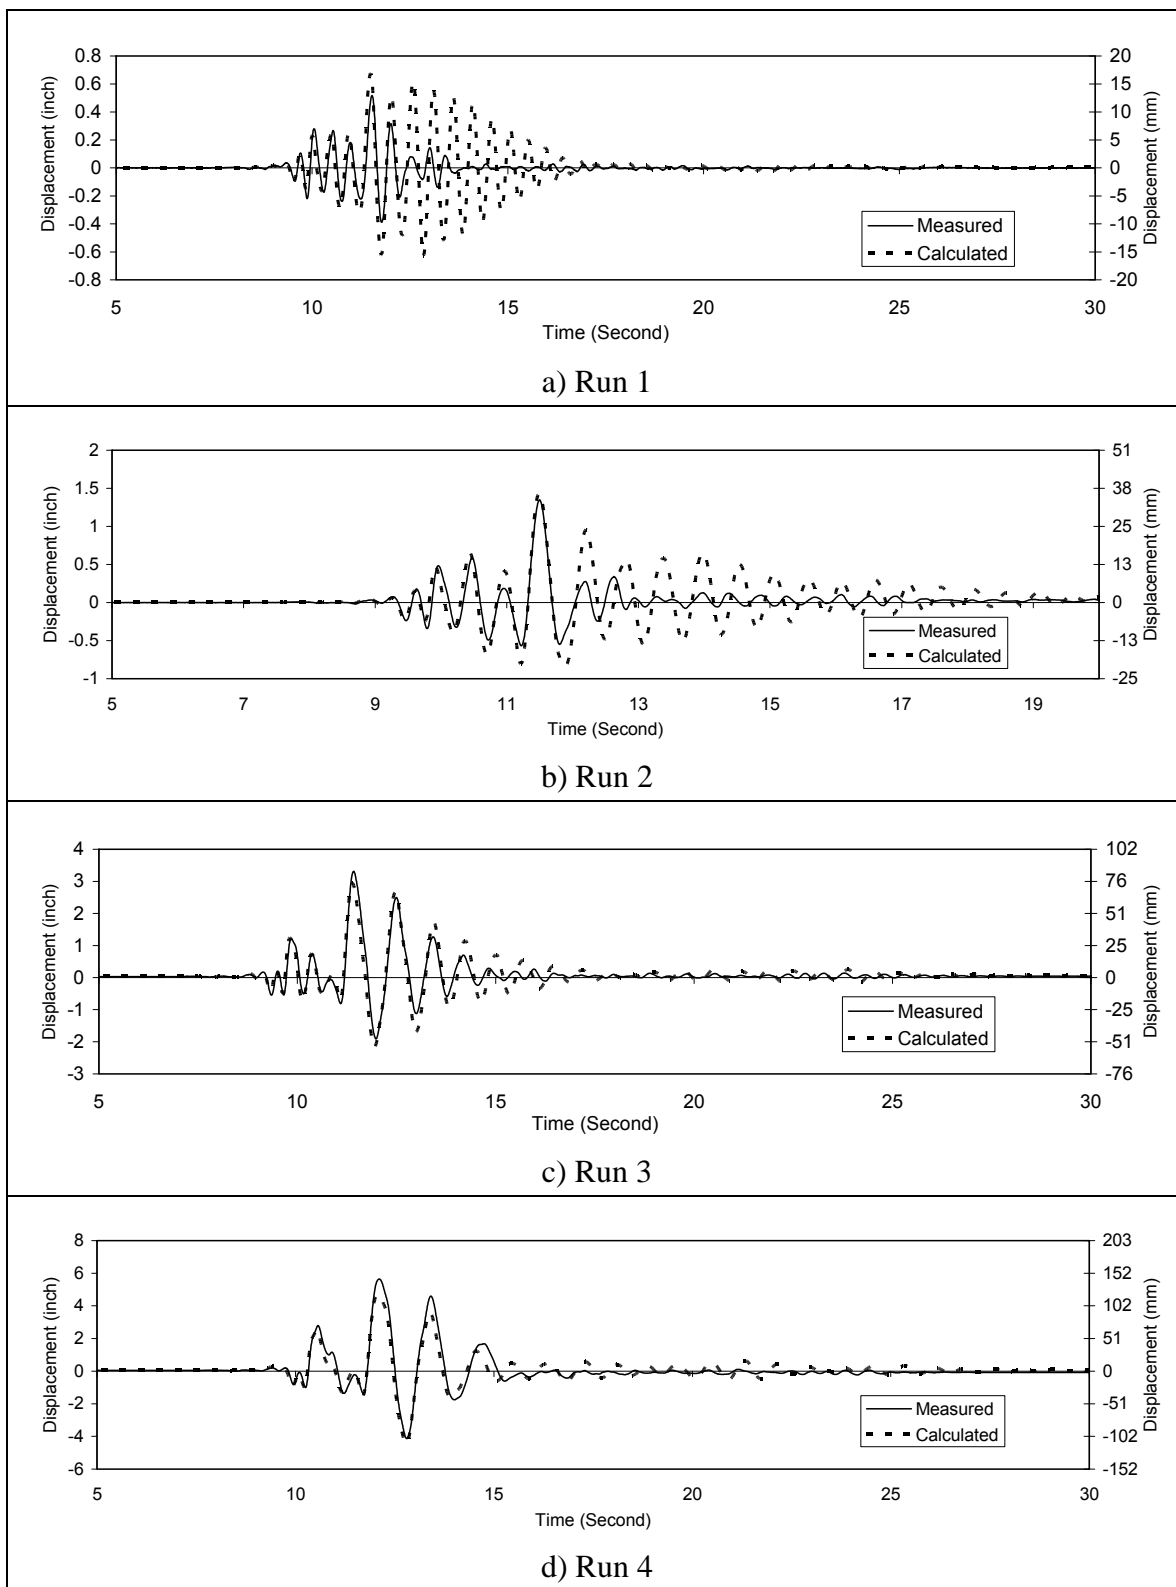 Displacement (inch)
0.8
0.6
0.4
0.2
0
-0.2
-0.4
-0.6
-0.8
20
15
10
5
0
-5
-10
-15
-20
Displacement (mm)
Measured
Calculated
5 10 15 20 25 30
Time (Second)
a) Run 1
Displacement (inch)
2
1.5
1
0.5
0
-0.5
-1
51
38
25
13
0
-13
-25
Displacement (mm)
Measured
Calculated
5 7 9 11 13 15 17 19
Time (Second)
b) Run 2
Displacement (inch)
4
3
2
1
0
-1
-2
-3
102
76
51
25
0
-25
-51
-76
Displacement (mm)
Measured
Calculated
5 10 15 20 25 30
Time (Second)
c) Run 3
Displacement (inch)
8
6
4
2
0
-2
-4
-6
203
152
102
51
0
-51
-102
-152
Displacement (mm)
Measured
Calculated
5 10 15 20 25 30
Time (Second)
d) Run 4